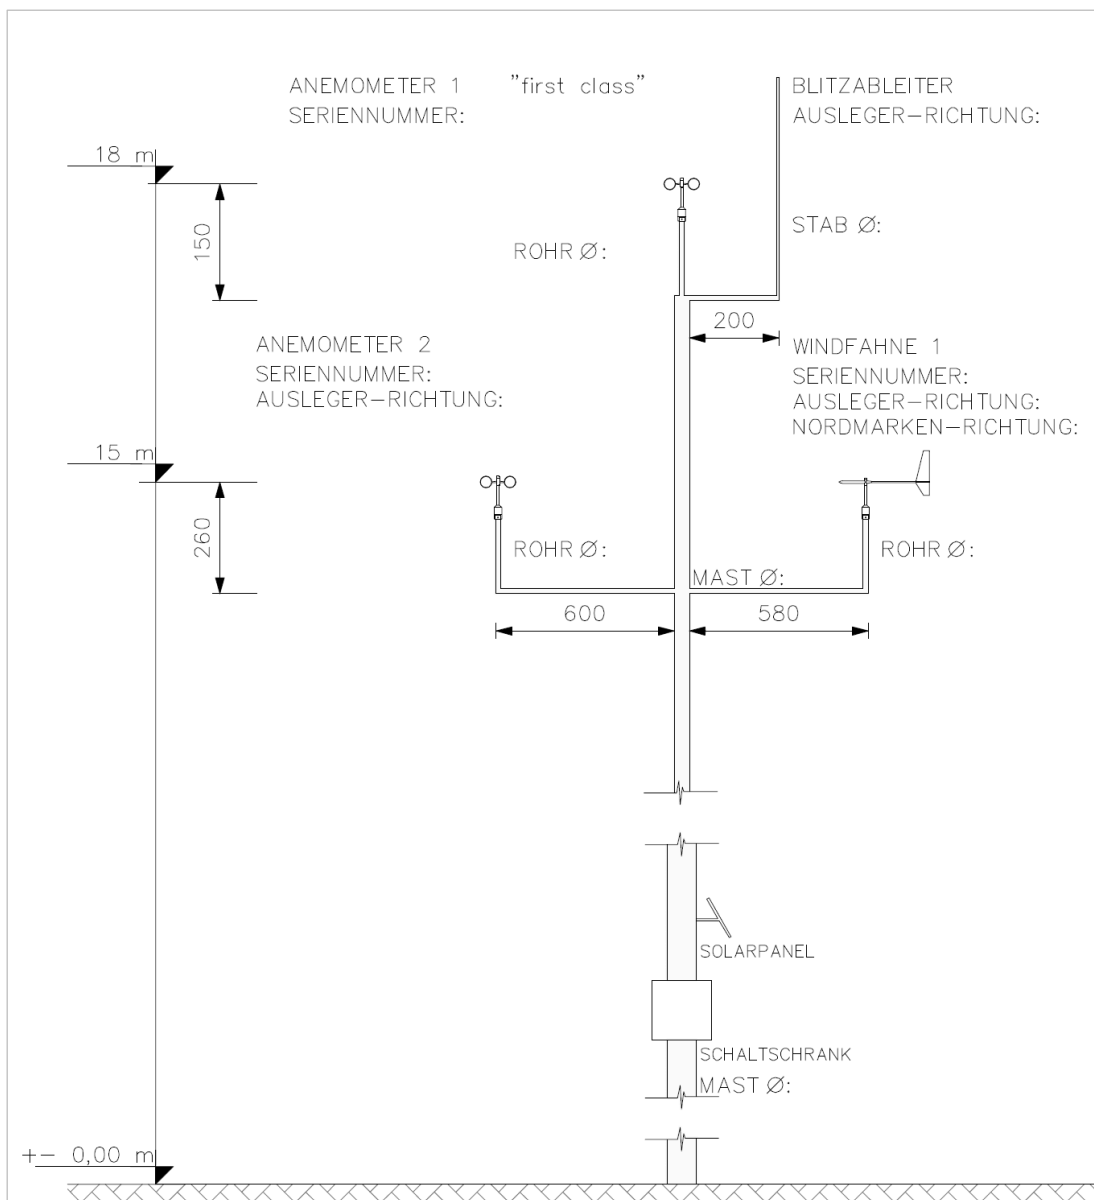 ANEMOMETER 1 "first class"
SERIENNUMMER:
BLITZABLEITER
AUSLEGER-RICHTUNG:
18 m
150
ROHR Ø:
STAB Ø:
200
ANEMOMETER 2
SERIENNUMMER:
AUSLEGER-RICHTUNG:
WINDFAHNE 1
SERIENNUMMER:
AUSLEGER-RICHTUNG:
NORDMARKEN-RICHTUNG:
15 m
260
ROHR Ø:
ROHR Ø:
MAST Ø:
600
580
SOLARPANEL
SCHALTSCHRANK
MAST Ø:
+- 0,00 m